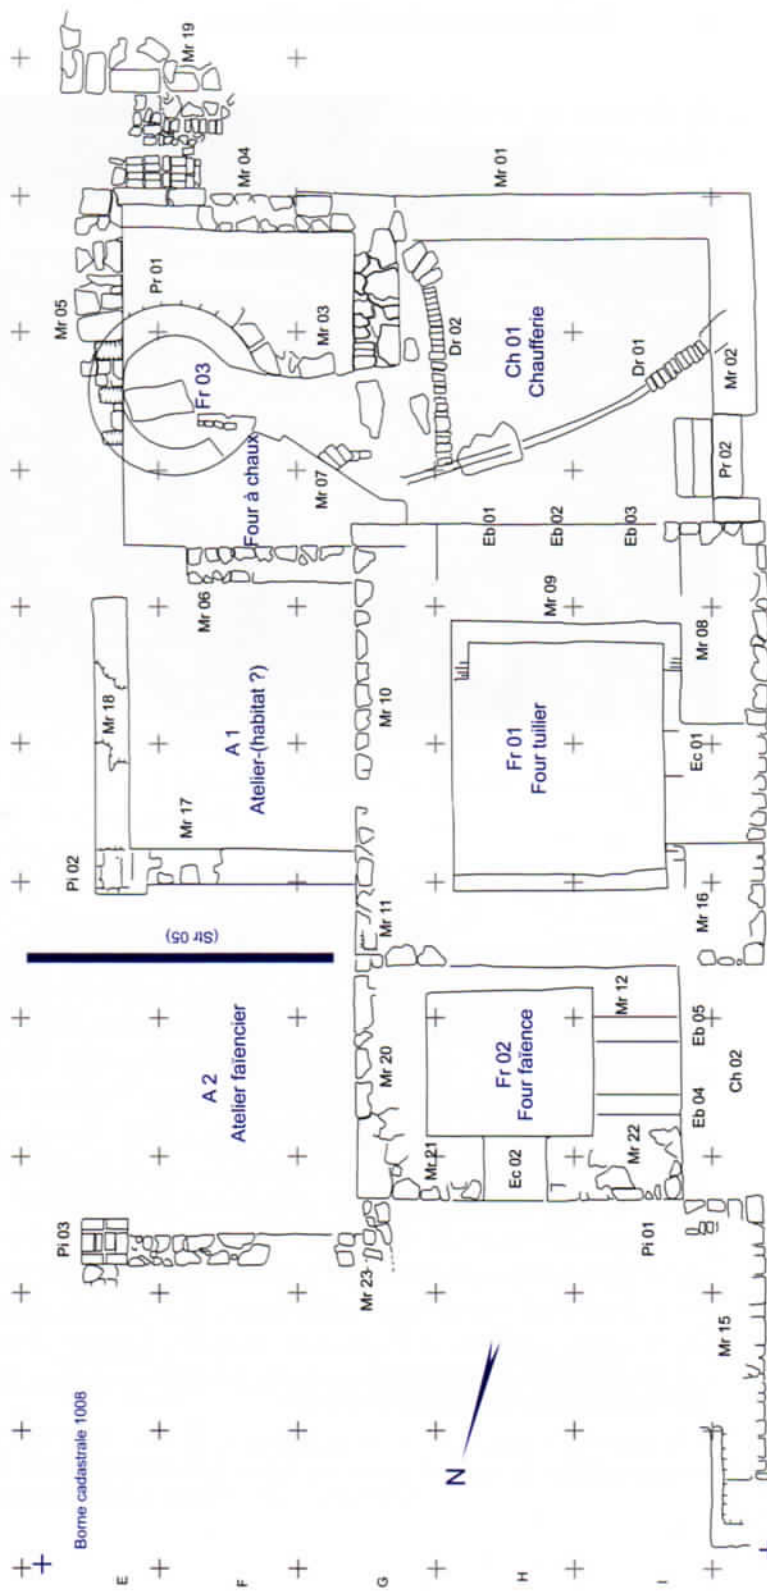 Mr 19
Mr 05
Mr 04
Mr 01
Pr 01
Mr 03
Fr 03
Four à chaux
Mr 07
Dr 02
Ch 01
Chaufferie
Dr 01
Mr 02
Pr 02
Mr 06
Eb 01
Eb 02
Eb 03
Mr 09
Mr 08
Mr 18
A 1
Atelier-(habitat ?)
Mr 10
Fr 01
Four tuilier
Ec 01
Pi 02
Mr 17
Mr 11
Mr 16
(Str 05)
A 2
Atelier faïencier
Mr 20
Fr 02
Four faïence
Mr 12
Eb 05
Eb 04
Ch 02
Mr 21
Ec 02
Mr 22
Pi 03
Mr 23
Pi 01
Mr 15
N
Borne cadastrale 1008
E
F
G
H
I